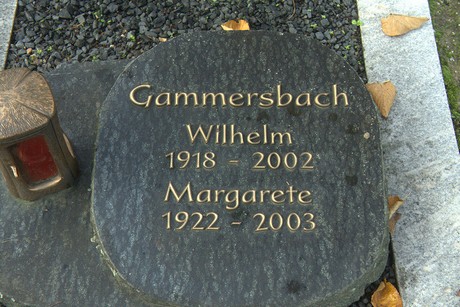 Gammersbach
Wilhelm
1918 - 2002
Margarete
1922 - 2003